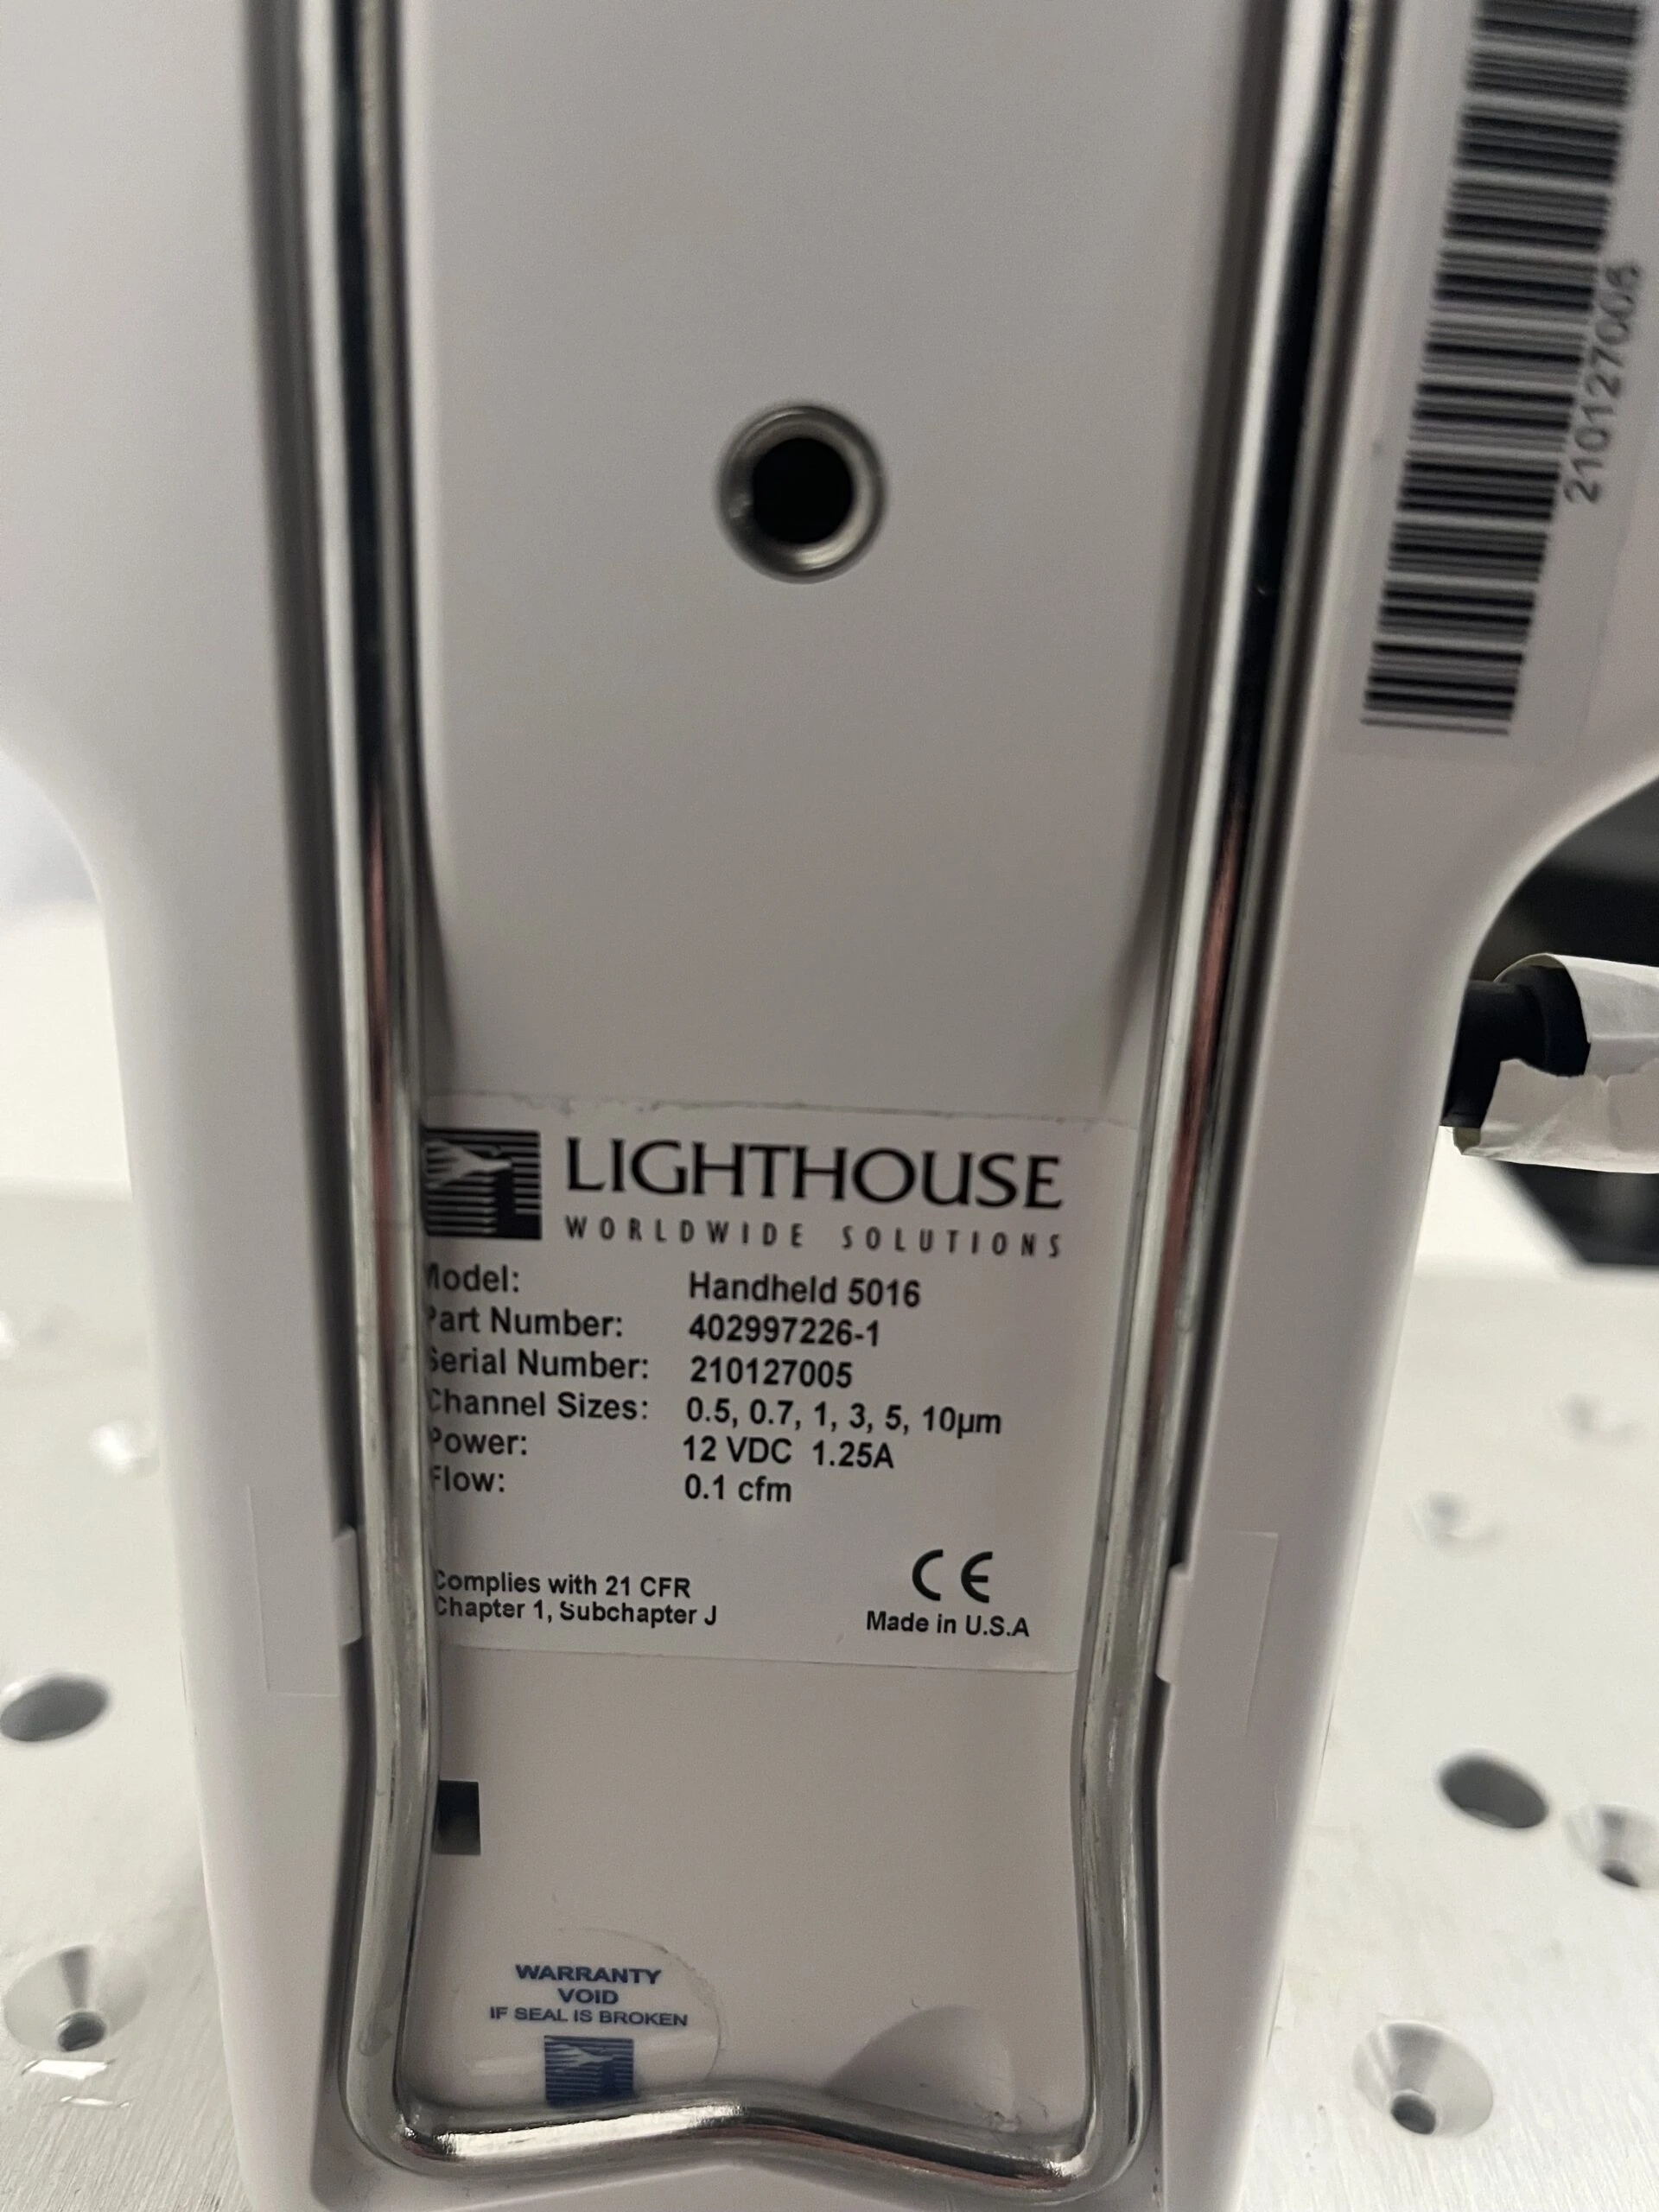 210127005
LIGHTHOUSE
WORLDWIDE SOLUTIONS
Model: Handheld 5016
Part Number: 402997226-1
Serial Number: 210127005
Channel Sizes: 0.5, 0.7, 1, 3, 5, 10µm
Power: 12 VDC 1.25A
Flow: 0.1 cfm
Complies with 21 CFR
Chapter 1, Subchapter J
CE
Made in U.S.A
WARRANTY
VOID
IF SEAL IS BROKEN